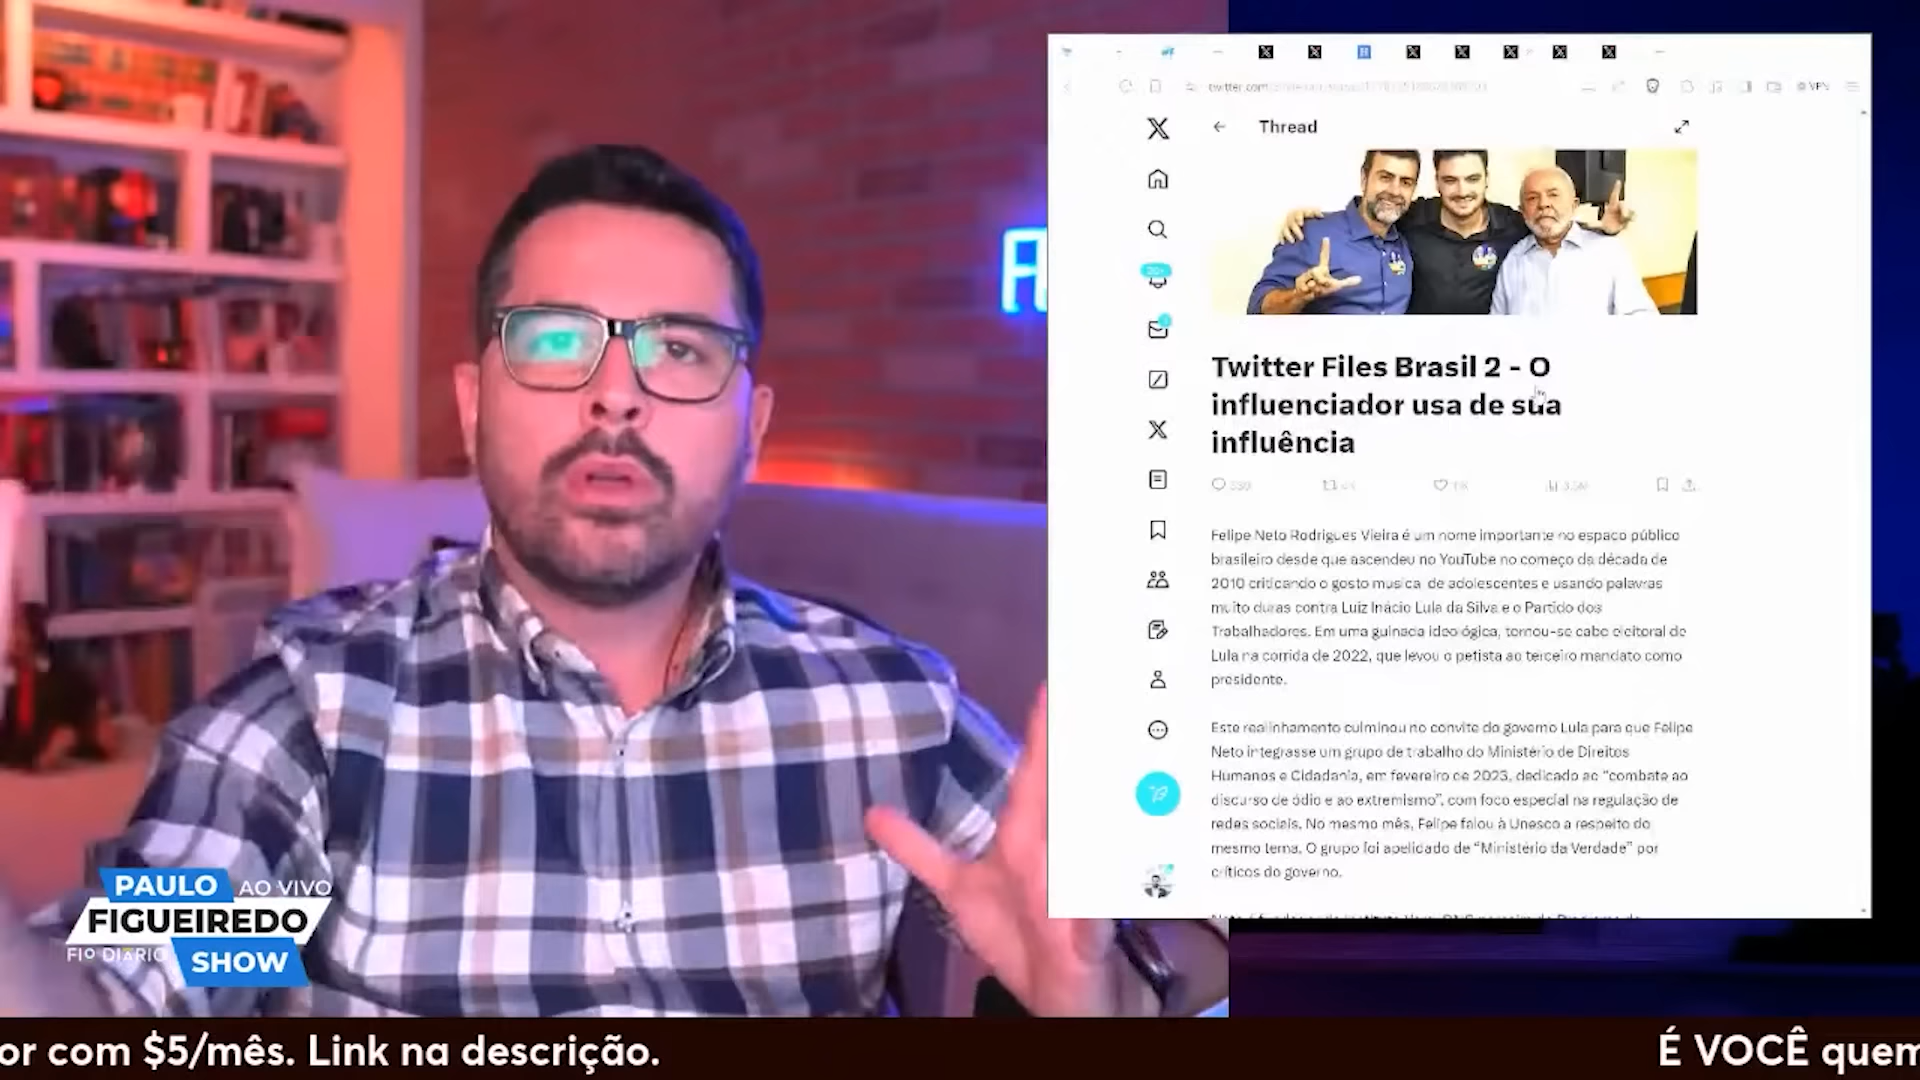 Thread
Twitter Files Brasil 2 - O
influenciador usa de sua
influência
Felipe Neto Rodrigues Vieira é um nome importante no espaço público
brasileiro desde que ascendeu no YouTube no começo da década de
2010 criticando o gosto musical de adolescentes e usando palavras
muito duras contra Luiz Inácio Lula da Silva e o Partido dos
Trabalhadores. Em uma guinada ideológica, tornou-se cabo eleitoral de
Lula na corrida de 2022, que levou o petista ao terceiro mandato como
presidente.
Este realinhamento culminou no convite do governo Lula para que Felipe
Neto integrasse um grupo de trabalho do Ministério de Direitos
Humanos e Cidadania, em fevereiro de 2023, dedicado ao "combate ao
discurso de ódio e ao extremismo", com foco especial na regulação de
redes sociais. No mesmo mês, Felipe falou à Unesco a respeito do
mesmo tema. O grupo foi apelidado de "Ministério da Verdade" por
críticos do governo.
twitter.com
VPN
PAULO AO VIVO
FIGUEIREDO
FIO DIÁRIO SHOW
or com $5/mês. Link na descrição.
É VOCÊ quem